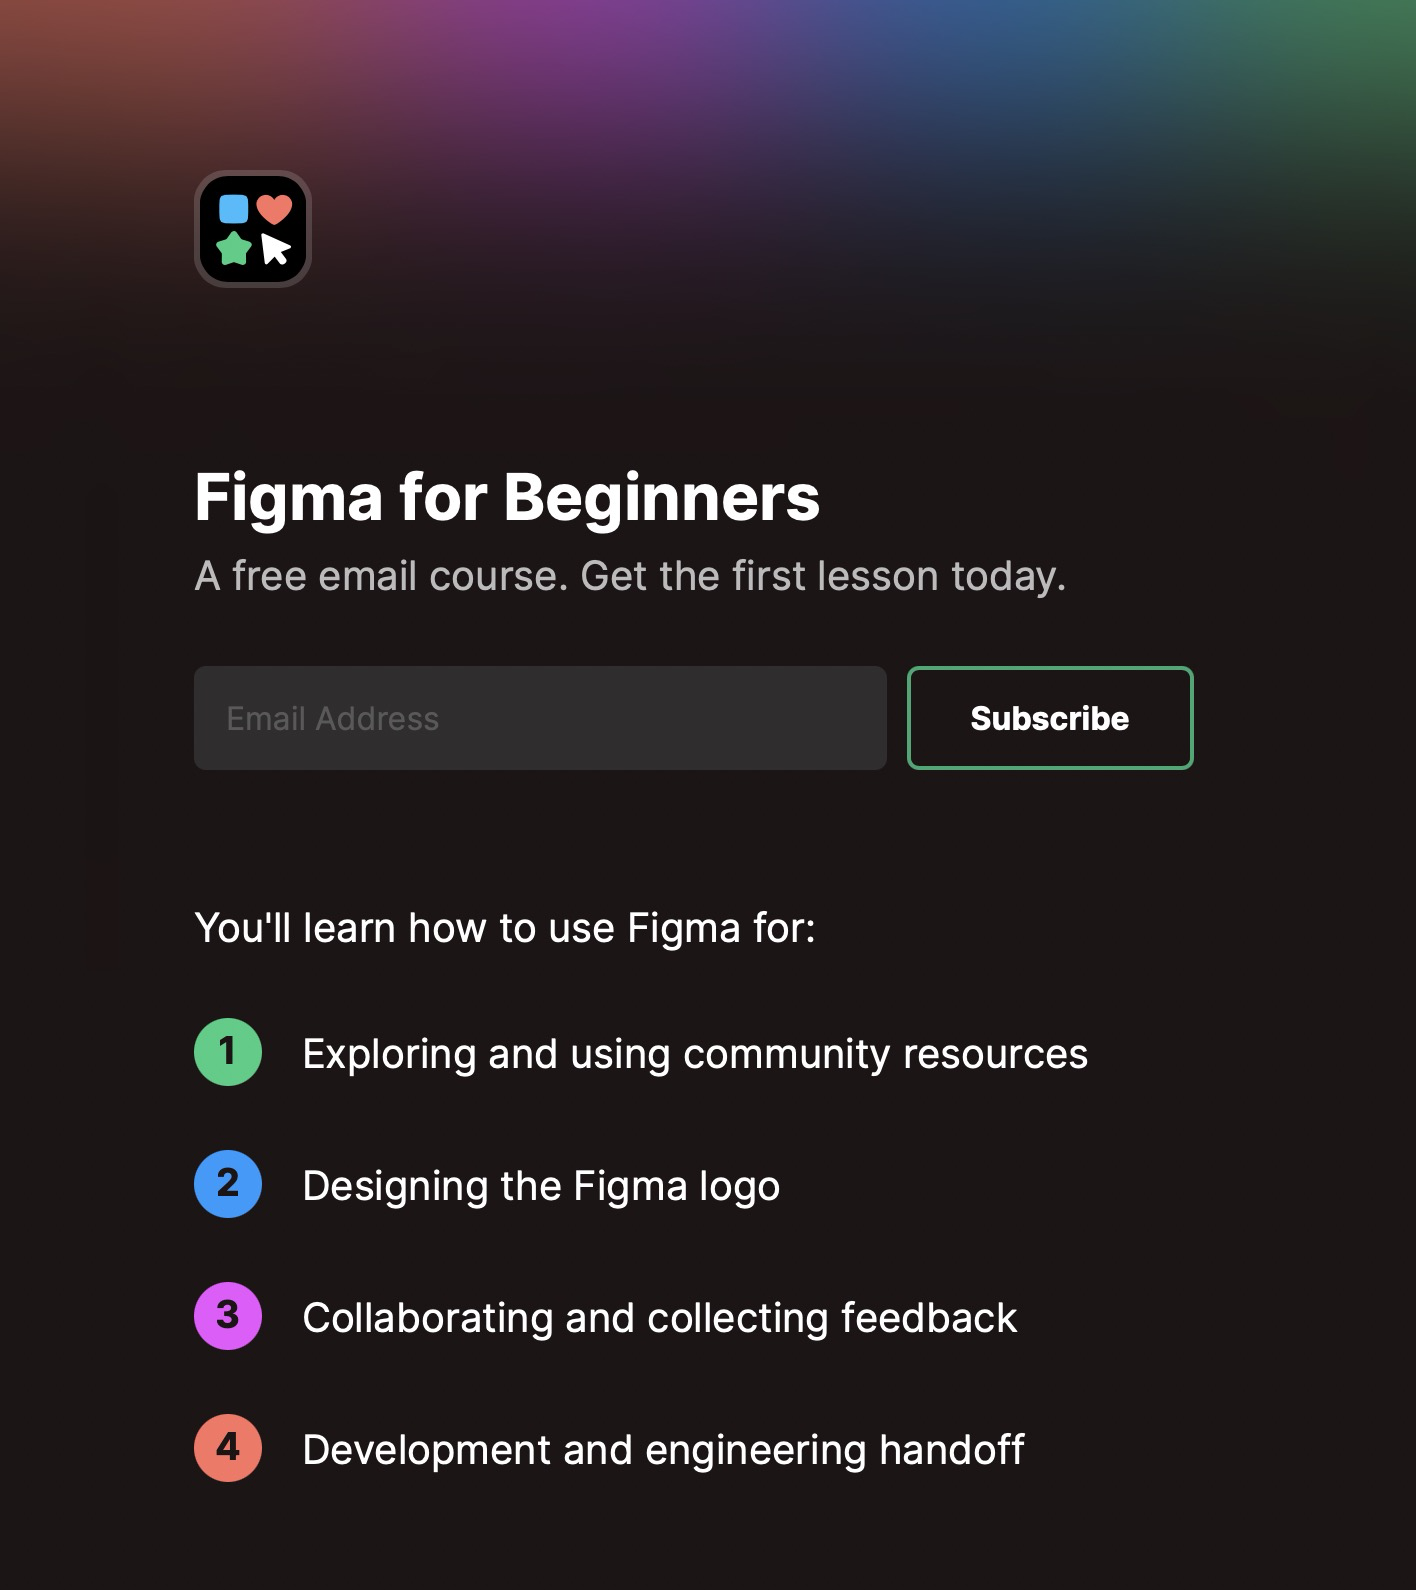 Figma for Beginners
A free email course. Get the first lesson today.
Email Address
Subscribe
You'll learn how to use Figma for:
1 Exploring and using community resources
2 Designing the Figma logo
3 Collaborating and collecting feedback
4 Development and engineering handoff